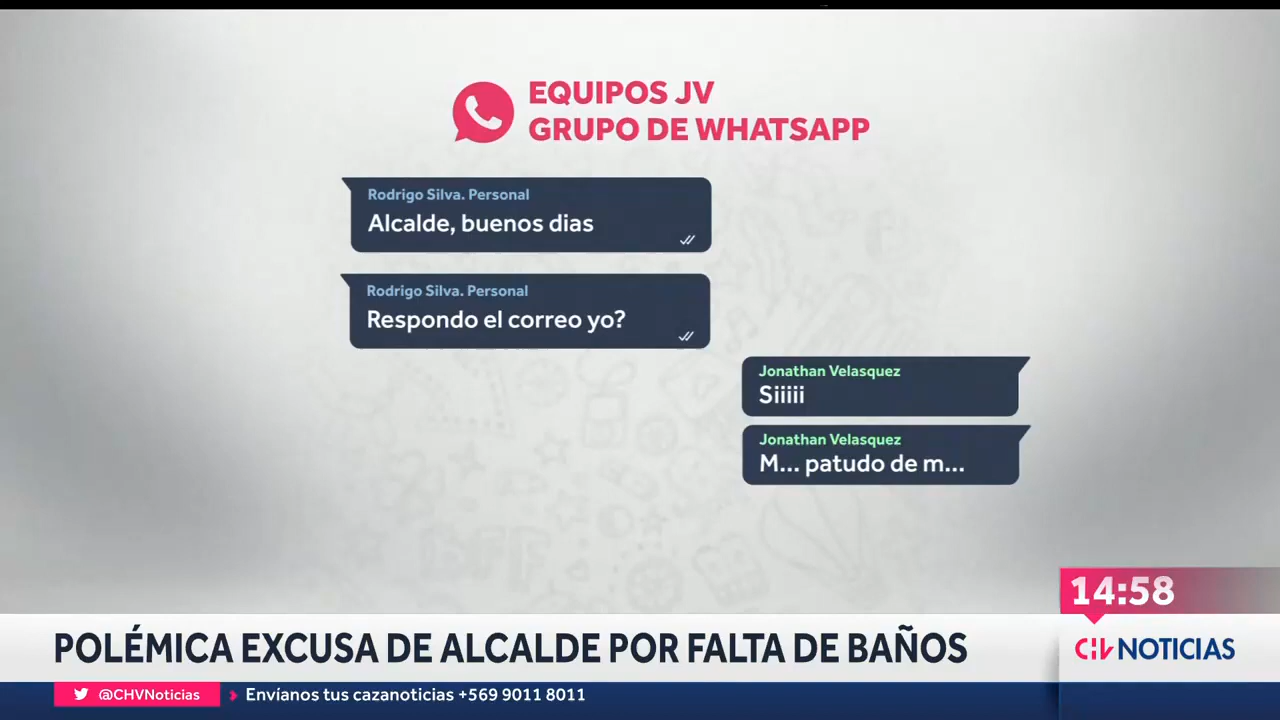 EQUIPOS JV
GRUPO DE WHATSAPP
Rodrigo Silva. Personal
Alcalde, buenos dias
Rodrigo Silva. Personal
Respondo el correo yo?
Jonathan Velasquez
Siiiii
Jonathan Velasquez
M... patudo de m...
14:58
POLÉMICA EXCUSA DE ALCALDE POR FALTA DE BAÑOS
CHV NOTICIAS
@CHVNoticias Envíanos tus cazanoticias +569 9011 8011